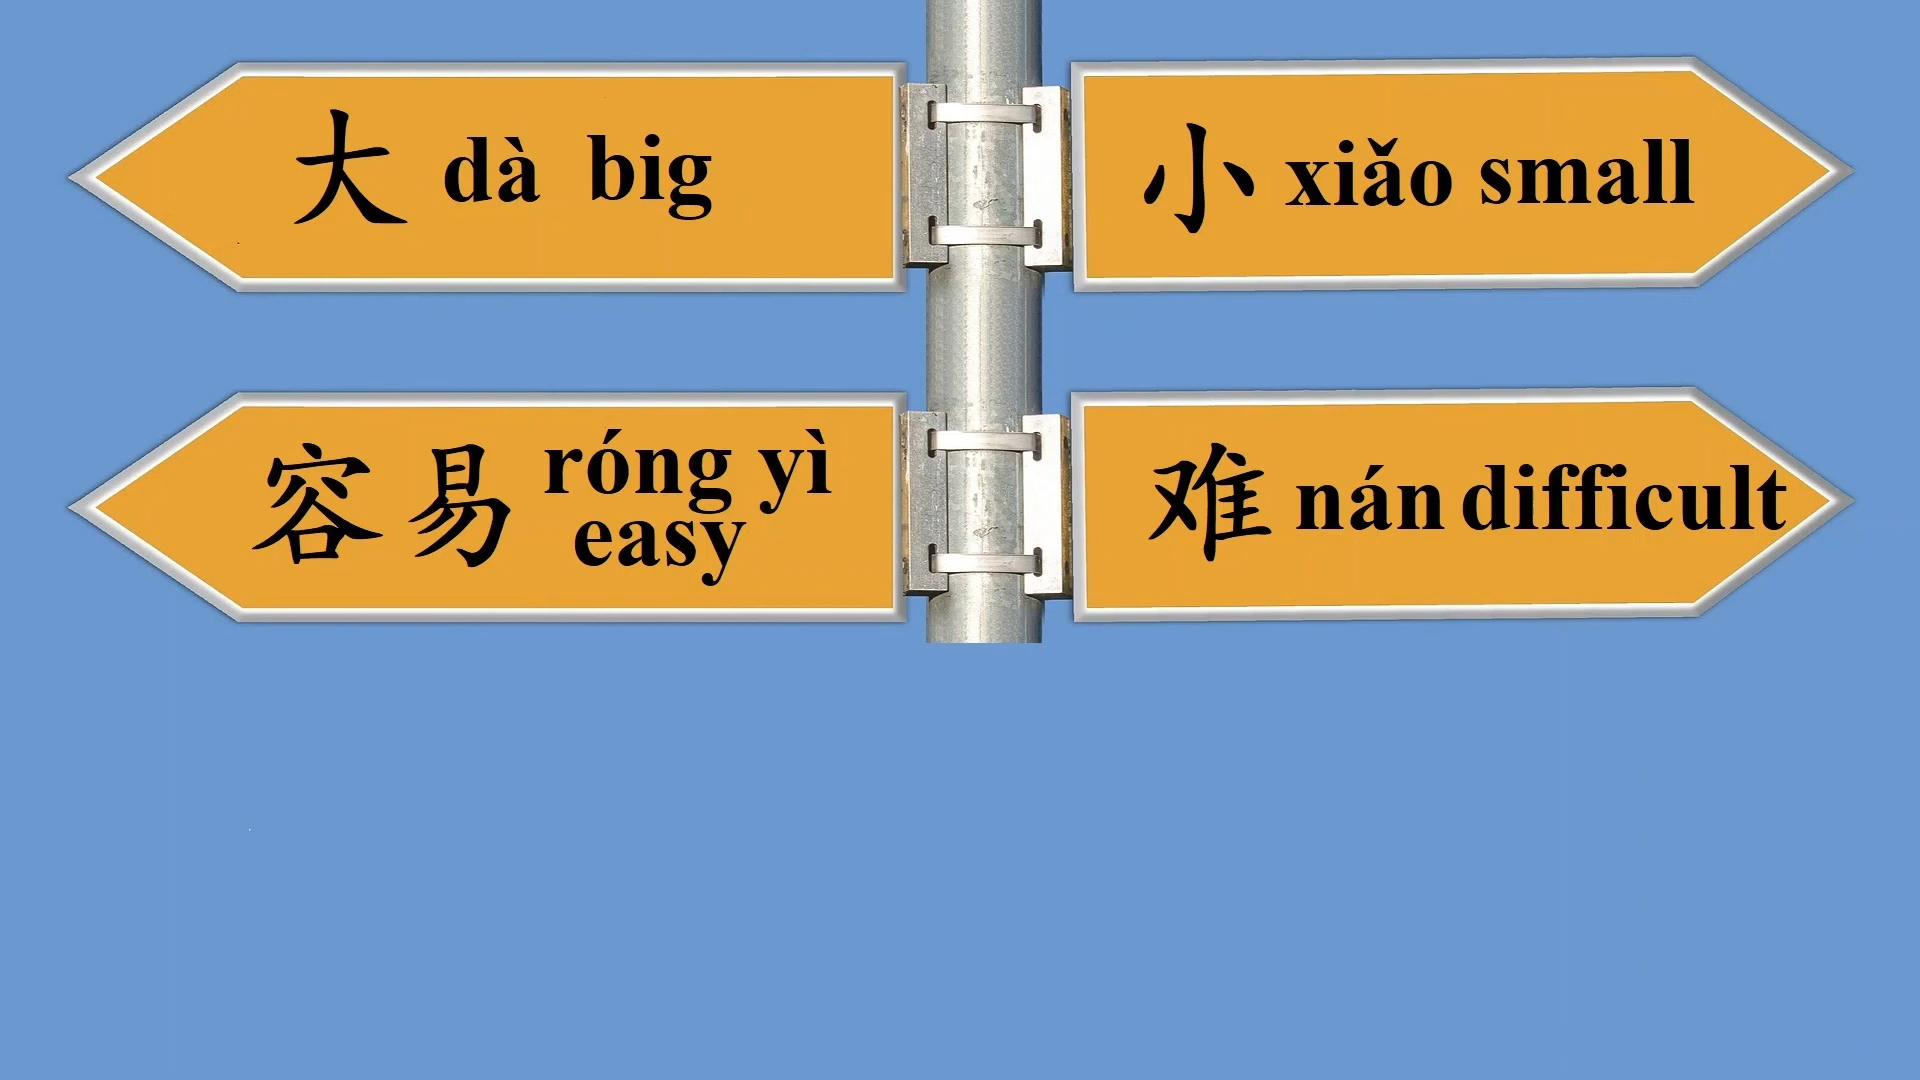 大 dà big
小 xiǎo small
容易 róng yì
easy
难 nán difficult